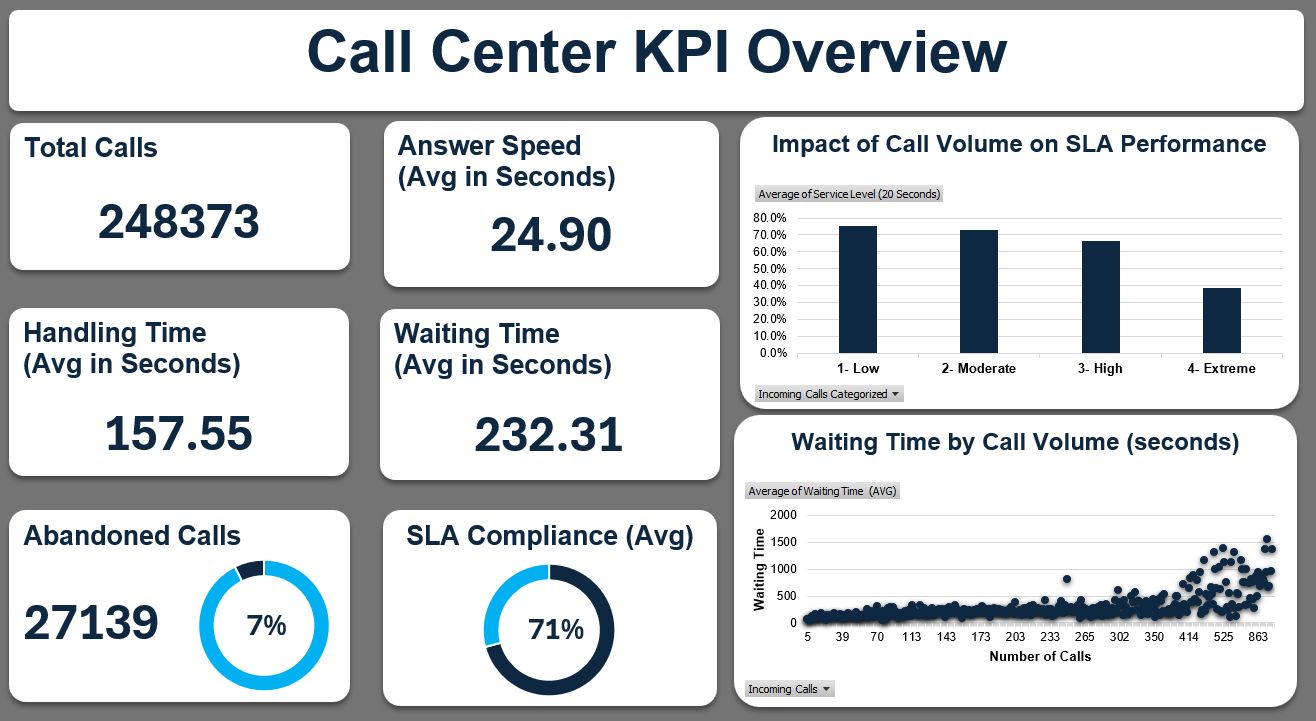 Call Center KPI Overview
Total Calls
248373
Answer Speed
(Avg in Seconds)
24.90
Handling Time
(Avg in Seconds)
157.55
Waiting Time
(Avg in Seconds)
232.31
Abandoned Calls
27139
7%
SLA Compliance (Avg)
71%
Impact of Call Volume on SLA Performance
Average of Service Level (20 Seconds)
80.0%
70.0%
60.0%
50.0%
40.0%
30.0%
20.0%
10.0%
0.0%
1- Low 2- Moderate 3- High 4- Extreme
Incoming Calls Categorized
Waiting Time by Call Volume (seconds)
Average of Waiting Time (AVG)
Waiting Time
2000
1500
1000
500
0
5 39 70 113 143 173 203 233 265 302 350 414 525 863
Number of Calls
Incoming Calls